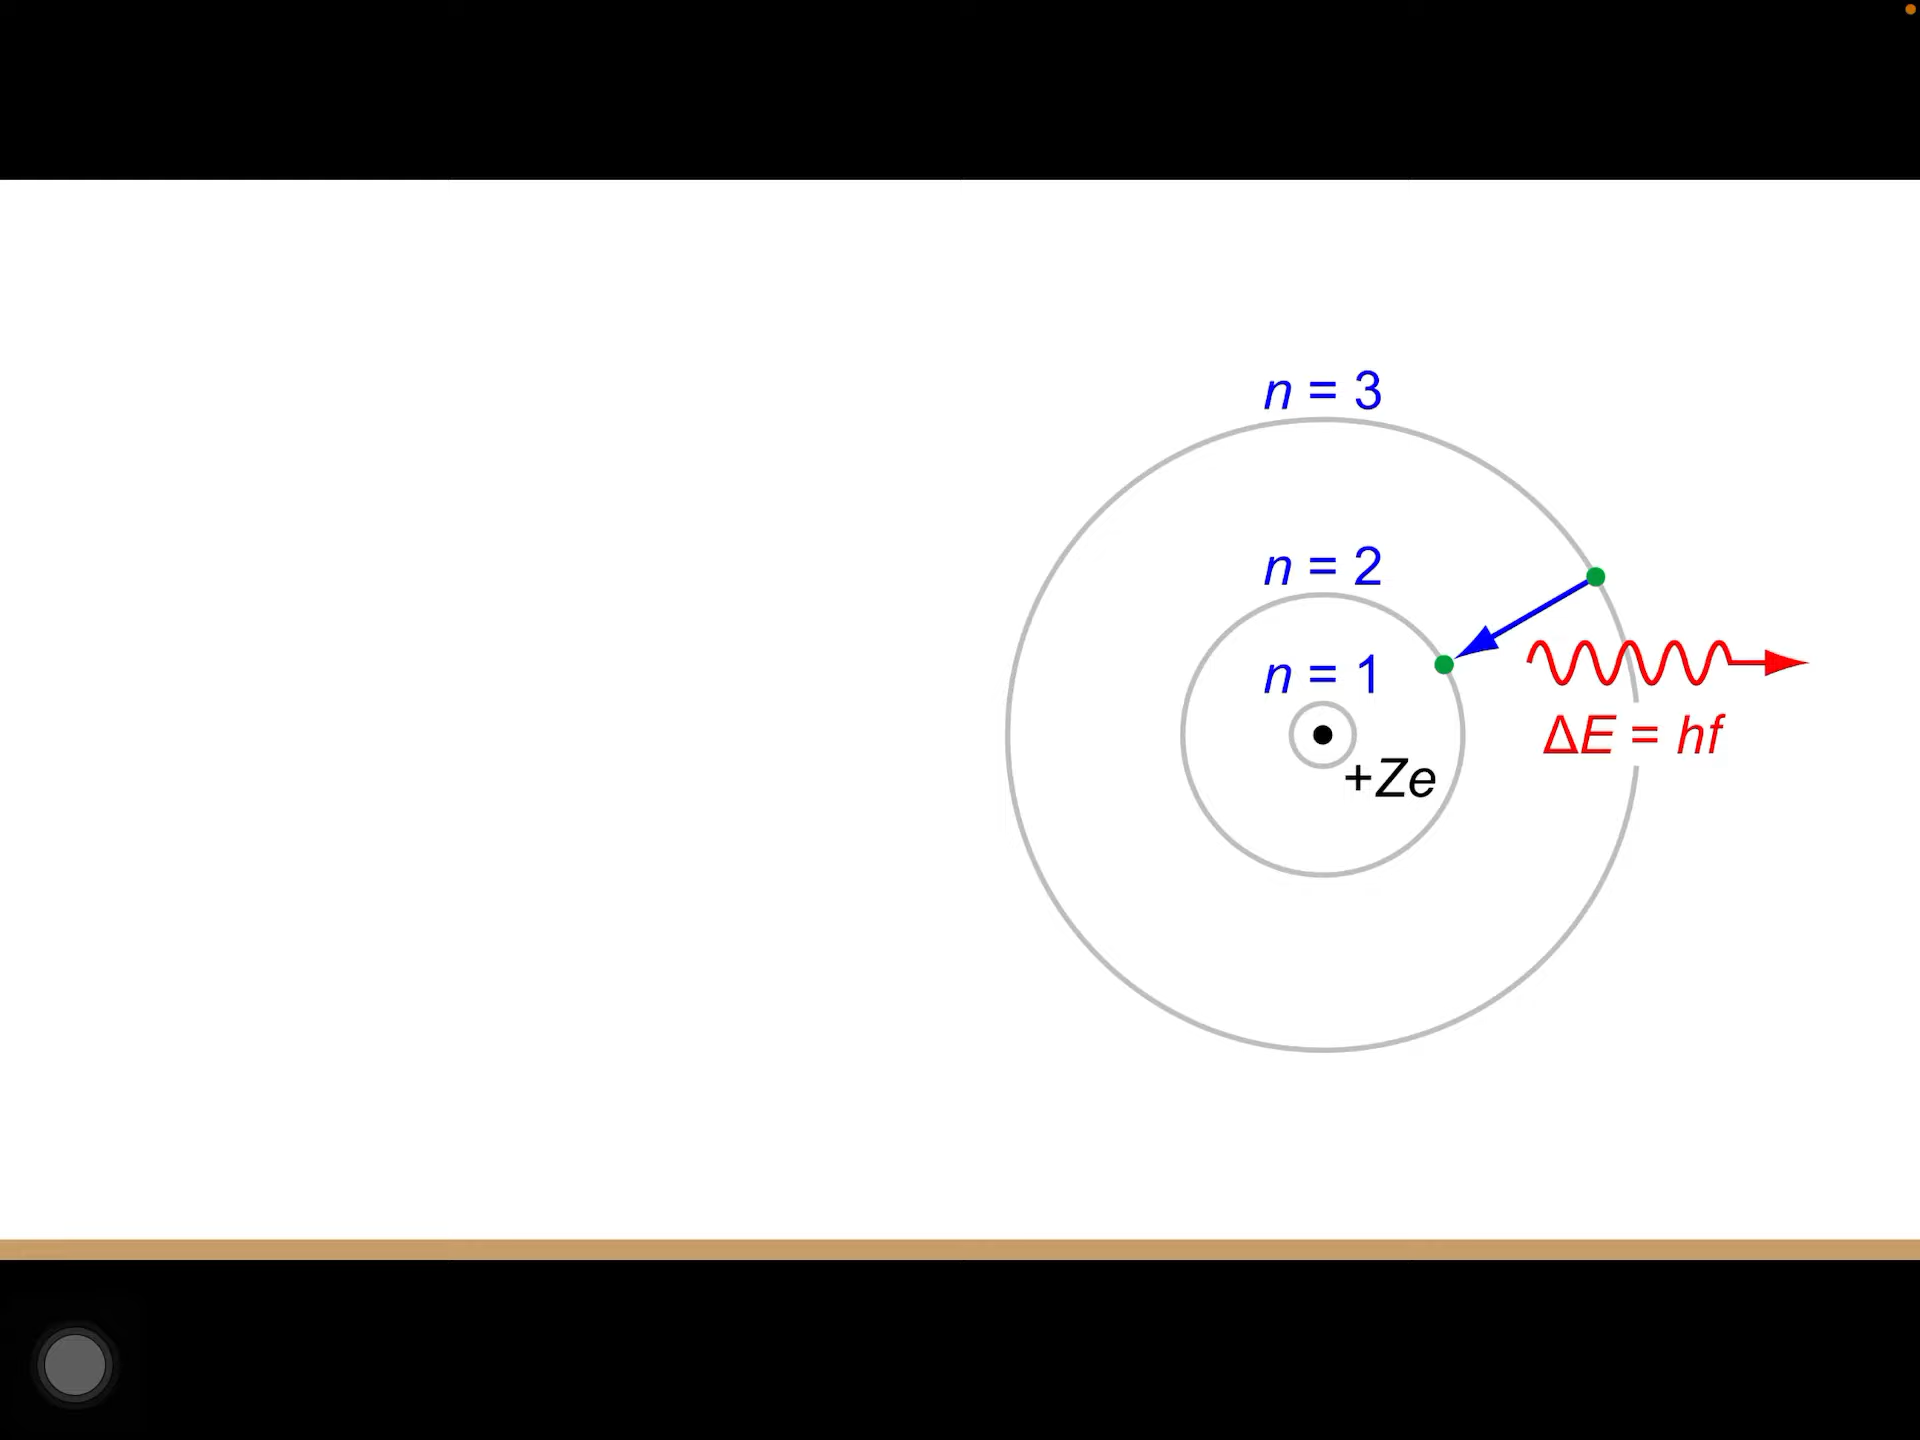 n = 3
n = 2
n = 1
ΔE = hf
+Ze